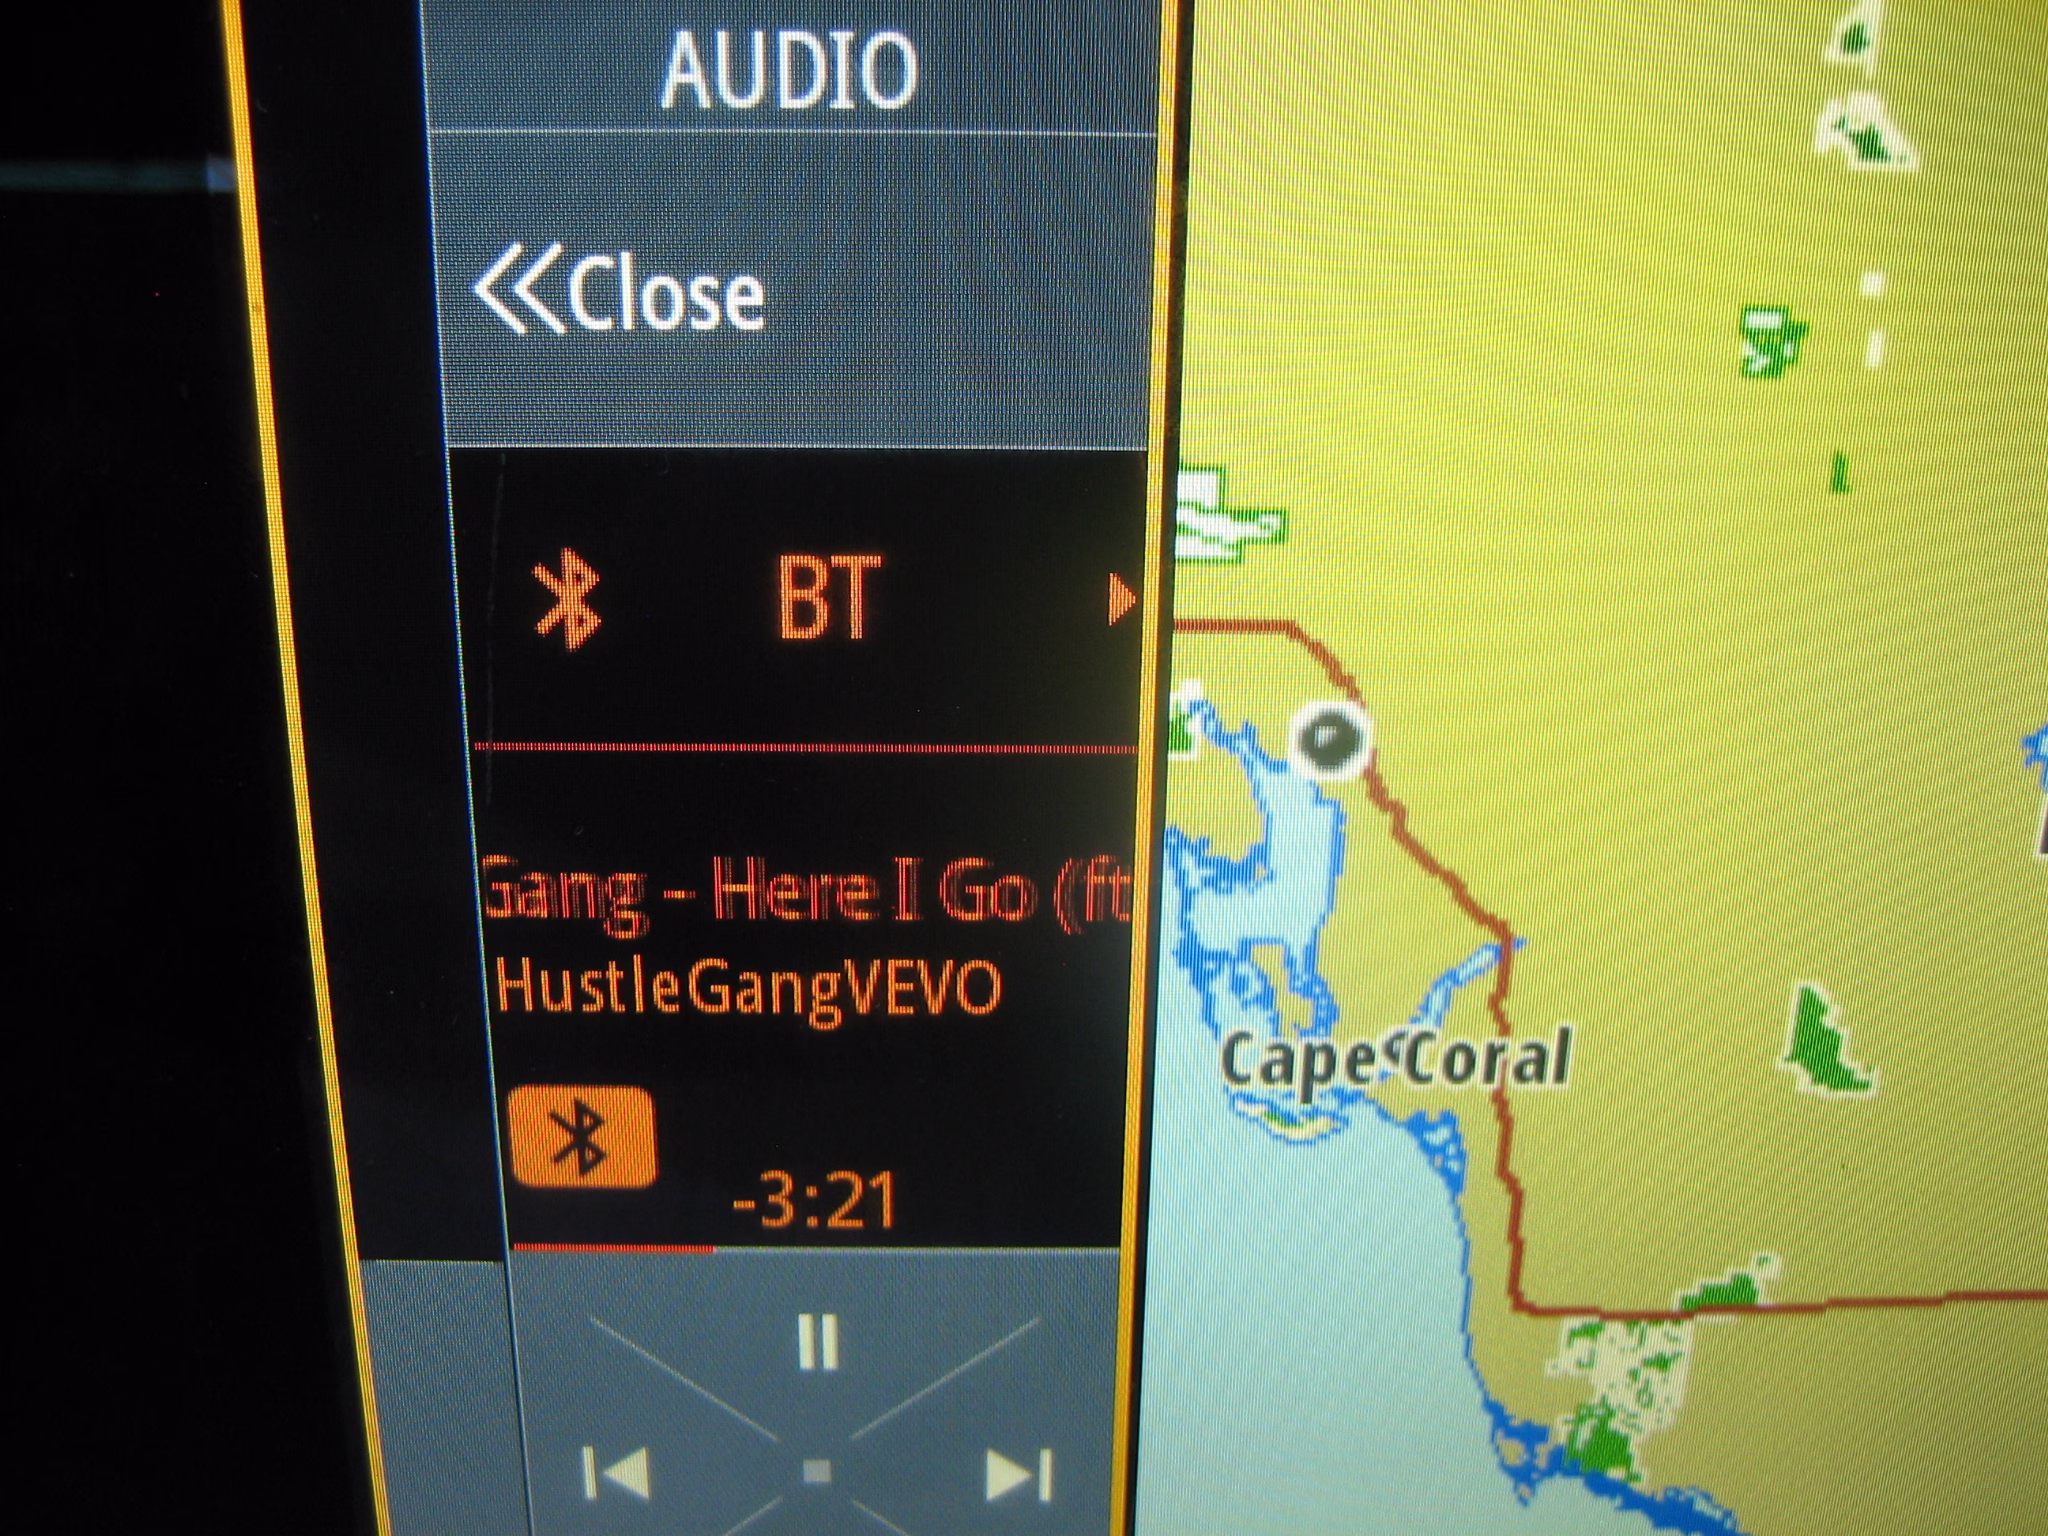 AUDIO
<<Close
BT
Gang - Here I Go (ft
HustleGangVEVO
-3:21
Cape Coral